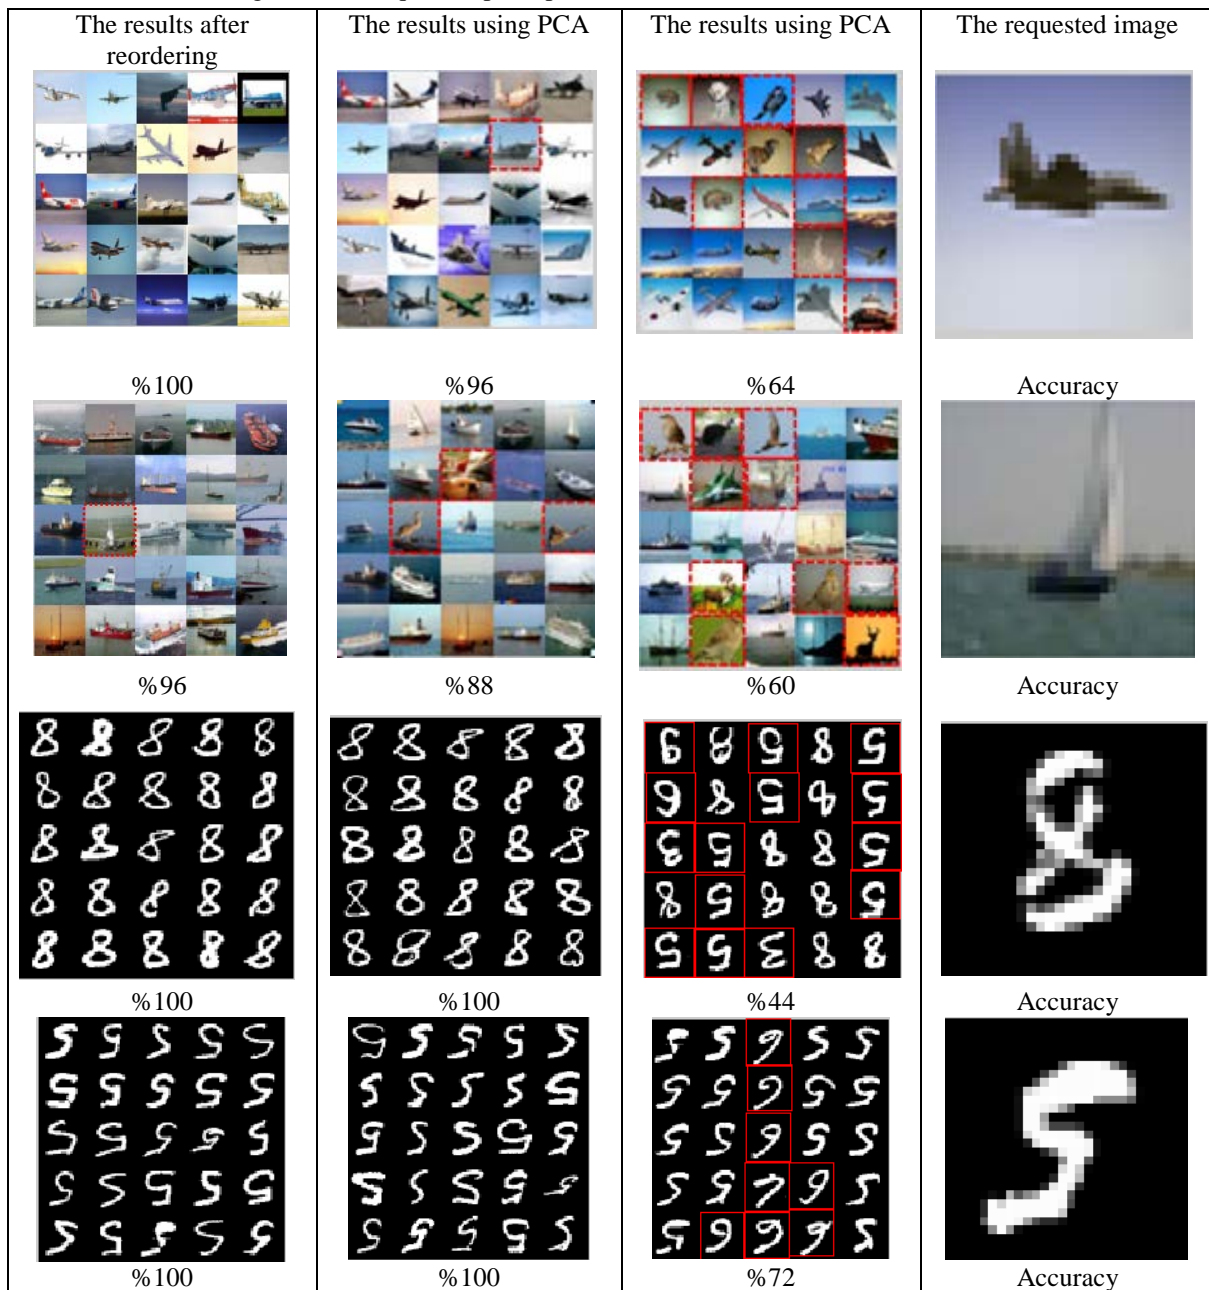 The results after
reordering
The results using PCA
The results using PCA
The requested image
%100
%96
%64
Accuracy
%96
%88
%60
Accuracy
%100
%100
%44
Accuracy
%100
%100
%72
Accuracy